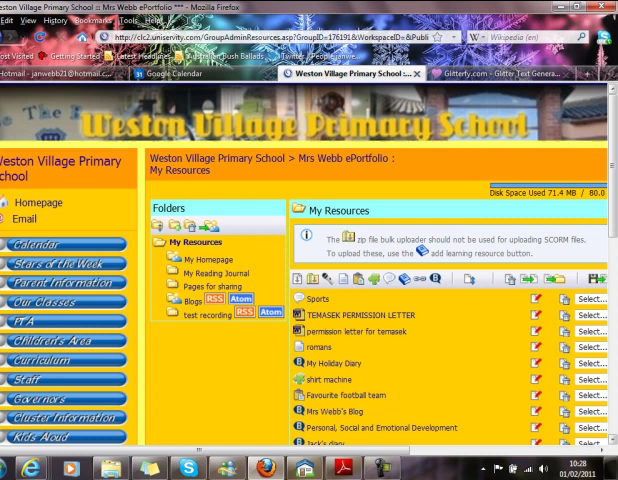 eston Village Primary School :: Mrs Webb ePortfolio *** - Mozilla Firefox
View History Bookmarks Tools Help
http://clc2.uniservity.com/GroupAdminResources.asp?GroupID=176191&WorkspaceID=&Publi
Wikipedia (en)
ost Visited Getting Started Latest Headlines Australian Bush Ballads Twitter / People janwe...
Hotmail - janwebb21@hotmail.c...
31 Google Calendar
Weston Village Primary School :...
Glitterfy.com - Glitter Text Genera...
The
Weston Village Primary School
Weston Village Primary
chool
Homepage
Email
Calendar
Stars of the Week
Parent Information
Our Classes
FTA
Children's Area
Curriculum
Staff
Governors
Cluster Information
Kids Aloud
Weston Village Primary School > Mrs Webb ePortfolio :
My Resources
Disk Space Used 71.4 MB / 80.0
Folders
My Resources
My Homepage
My Reading Journal
Pages for sharing
Blogs RSS Atom
test recording RSS Atom
My Resources
The zip file bulk uploader should not be used for uploading SCORM files.
To upload these, use the add learning resource button.
Sports Select...
TEMASEK PERMISSION LETTER Select...
permission letter for temasek Select...
romans Select...
My Holiday Diary Select...
shirt machine Select...
Favourite football team Select...
Mrs Webb's Blog Select...
Personal, Social and Emotional Development Select...
Jack's diary Select...
10:28
01/02/2011